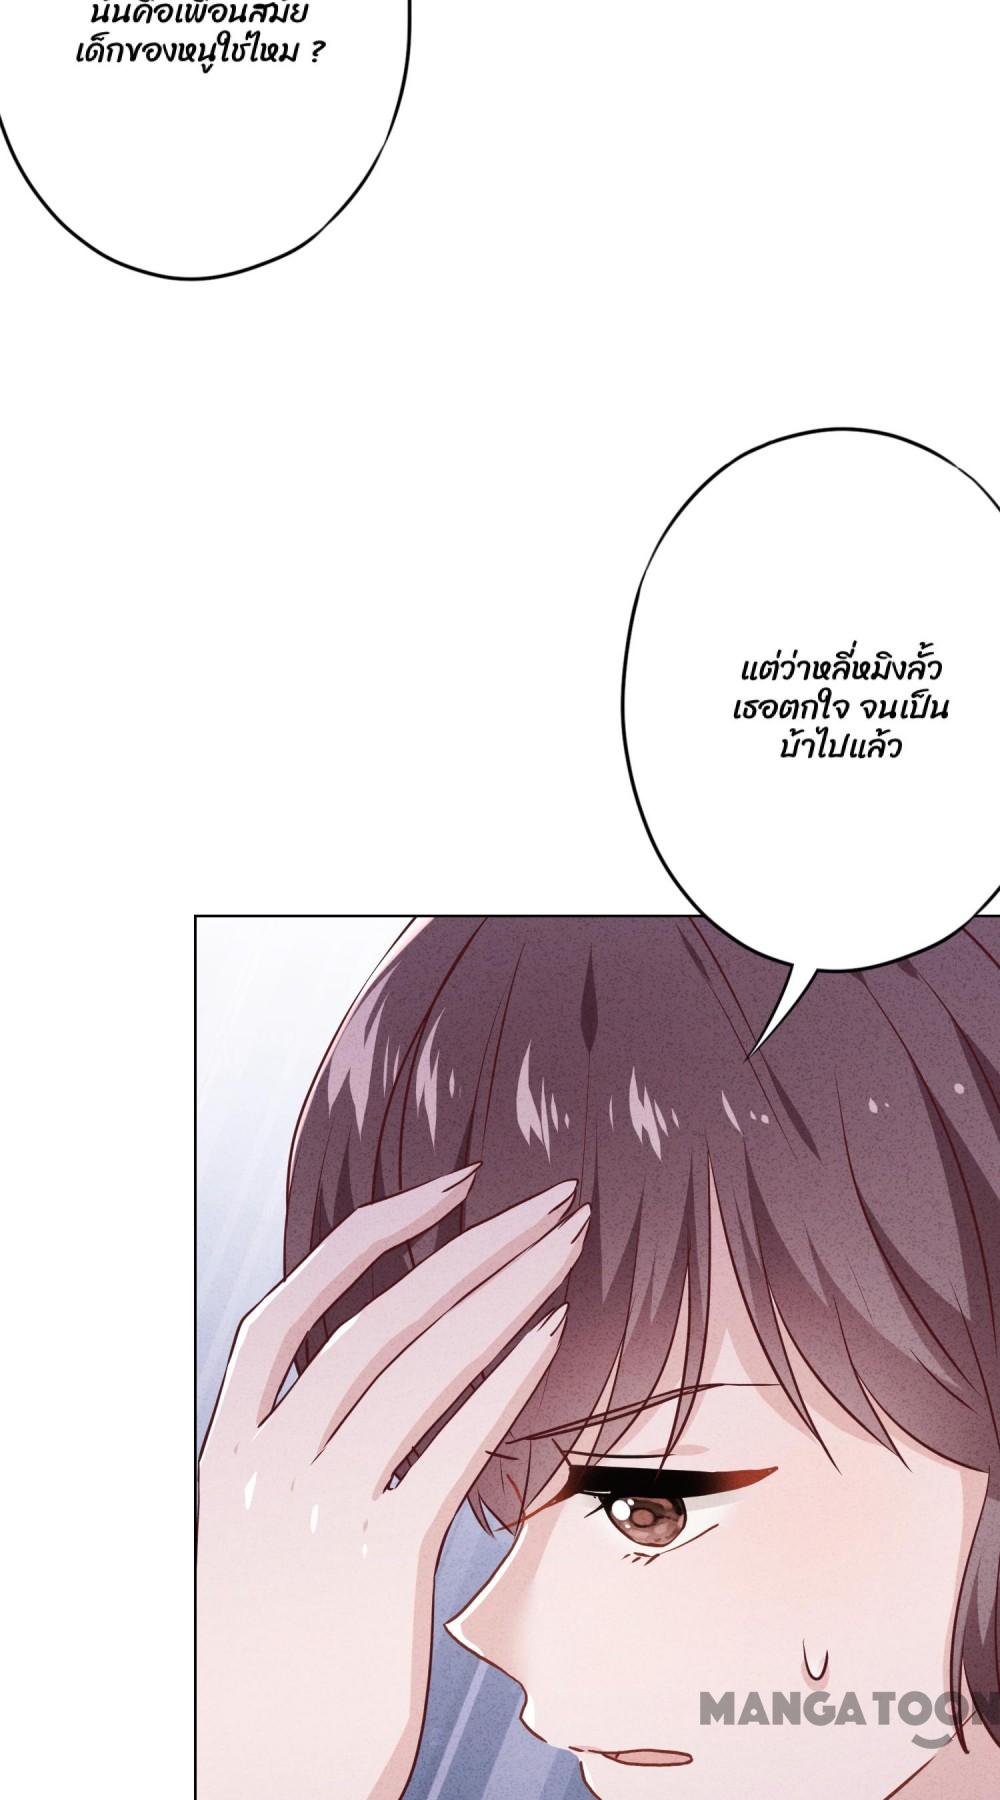 นั่นคือเพื่อนสมัย
เด็กของหนูใช่ไหม ?
แต่ว่าหลี่หมิงลั้ว
เธอตกใจ จนเป็น
บ้าไปแล้ว
MANGATOON